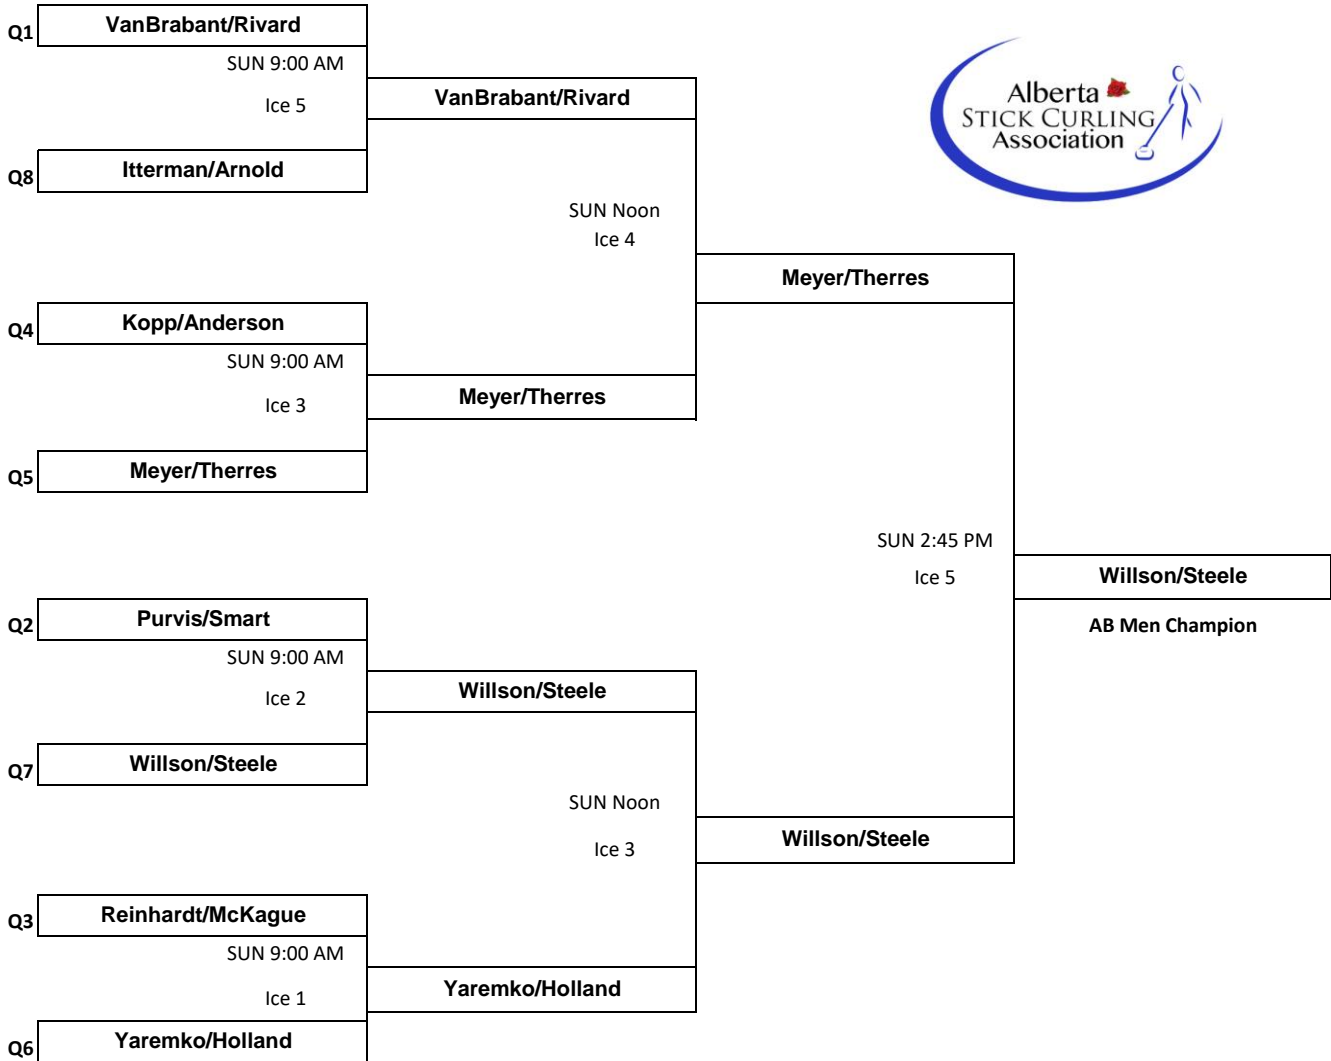 Q1
VanBrabant/Rivard
SUN 9:00 AM
Ice 5
Q8
Itterman/Arnold
VanBrabant/Rivard
SUN Noon
Ice 4
Q4
Kopp/Anderson
SUN 9:00 AM
Ice 3
Q5
Meyer/Therres
Meyer/Therres
Meyer/Therres
Alberta
STICK CURLING
Association
SUN 2:45 PM
Ice 5
Willson/Steele
AB Men Champion
Q2
Purvis/Smart
SUN 9:00 AM
Ice 2
Q7
Willson/Steele
Willson/Steele
SUN Noon
Ice 3
Willson/Steele
Q3
Reinhardt/McKague
SUN 9:00 AM
Ice 1
Q6
Yaremko/Holland
Yaremko/Holland